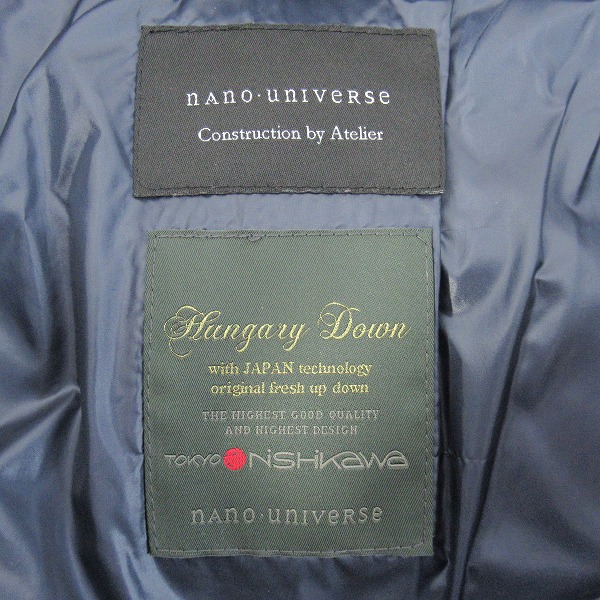 nano·universe
Construction by Atelier
Hungary Down
with JAPAN technology
original fresh up down
THE HIGHEST GOOD QUALITY
AND HIGHEST DESIGN
TOKYO NiSHiKAWA
nano·universe